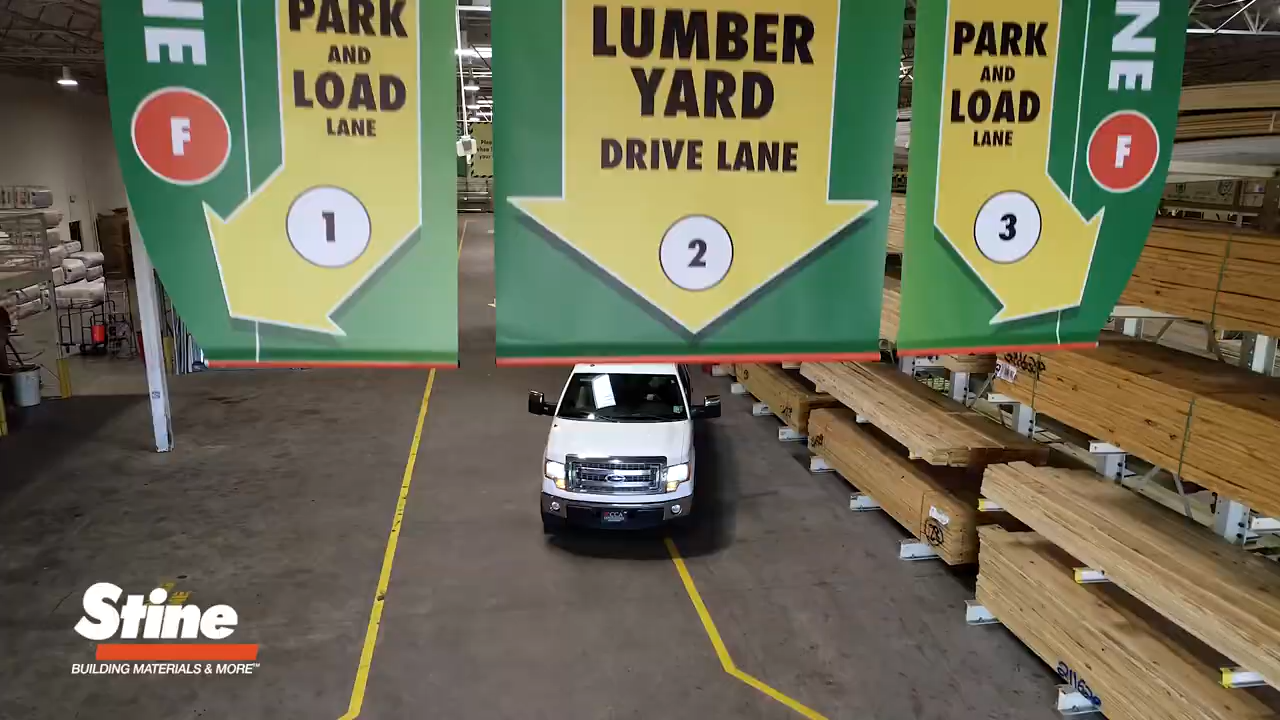 NE
F
PARK
AND
LOAD
LANE
1
LUMBER
YARD
DRIVE LANE
2
PARK
AND
LOAD
LANE
3
NE
F
Stine
BUILDING MATERIALS & MORE™